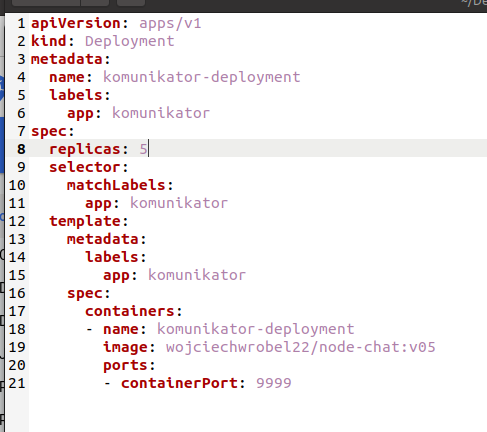 ~/De
1 apiVersion: apps/v1
2 kind: Deployment
3 metadata:
4   name: komunikator-deployment
5   labels:
6     app: komunikator
7 spec:
8   replicas: 5
9   selector:
10     matchLabels:
11       app: komunikator
12   template:
13     metadata:
14       labels:
15         app: komunikator
16     spec:
17       containers:
18       - name: komunikator-deployment
19         image: wojciechwrobel22/node-chat:v05
20         ports:
21         - containerPort: 9999